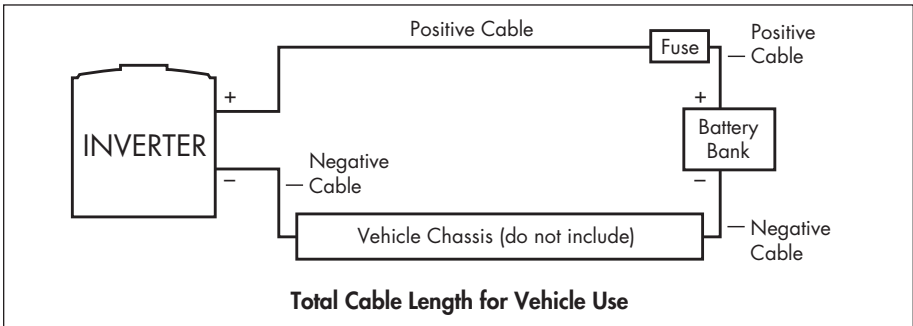 Positive Cable
Fuse
Positive
Cable
+
+
INVERTER
Battery
Bank
–
Negative
Cable
–
Vehicle Chassis (do not include)
Negative
Cable
Total Cable Length for Vehicle Use